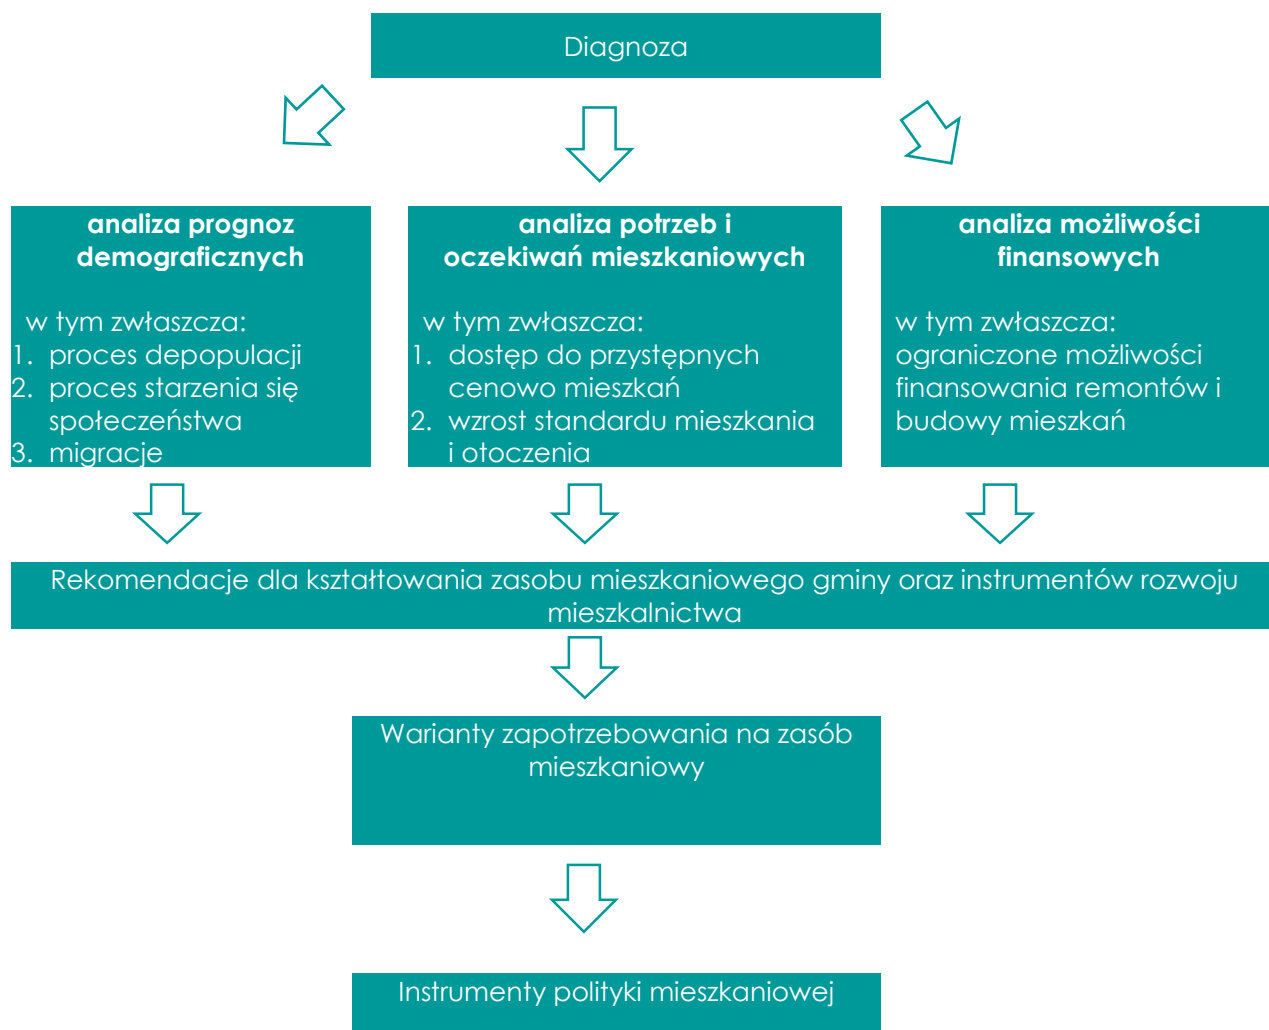 Diagnoza
analiza prognoz
demograficznych
w tym zwłaszcza:
1. proces depopulacji
2. proces starzenia się
społeczeństwa
3. migracje
analiza potrzeb i
oczekiwań mieszkaniowych
w tym zwłaszcza:
1. dostęp do przystępnych
cenowo mieszkań
2. wzrost standardu mieszkania
i otoczenia
analiza możliwości
finansowych
w tym zwłaszcza:
ograniczone możliwości
finansowania remontów i
budowy mieszkań
Rekomendacje dla kształtowania zasobu mieszkaniowego gminy oraz instrumentów rozwoju
mieszkalnictwa
Warianty zapotrzebowania na zasób
mieszkaniowy
Instrumenty polityki mieszkaniowej